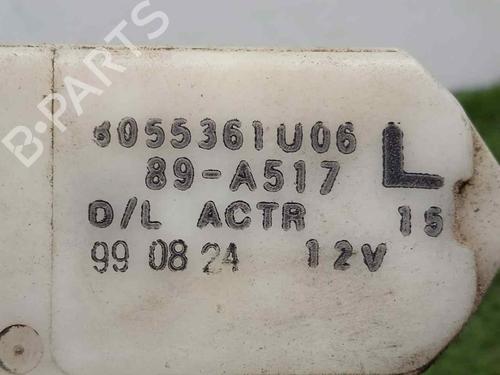 B-PARTS
6055361U06
89-A517 L
D/L ACTR 15
99 08 24 12V